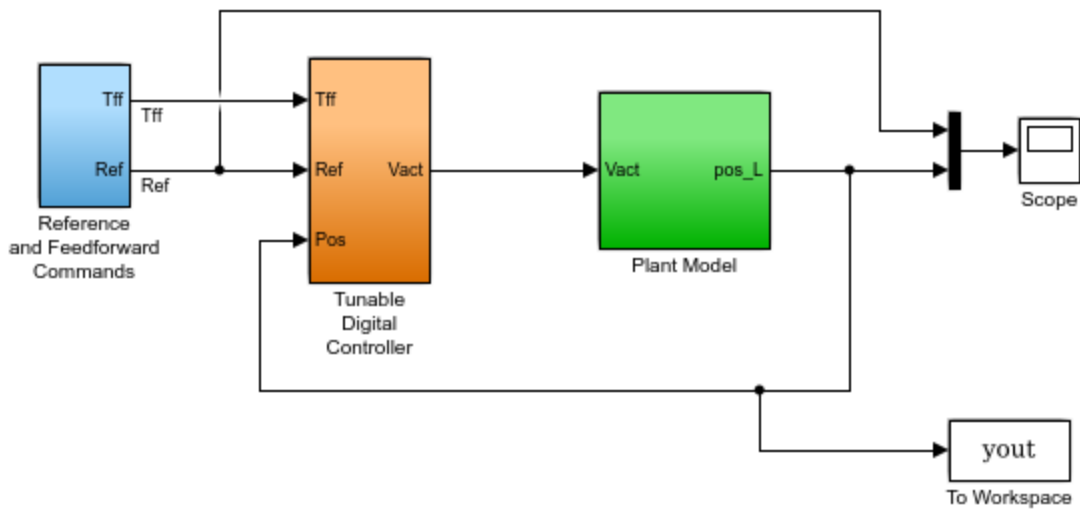 Tff
Tff
Ref
Ref
Reference
and Feedforward
Commands
Tff
Ref
Vact
Pos
Tunable
Digital
Controller
Vact
pos_L
Plant Model
Scope
yout
To Workspace